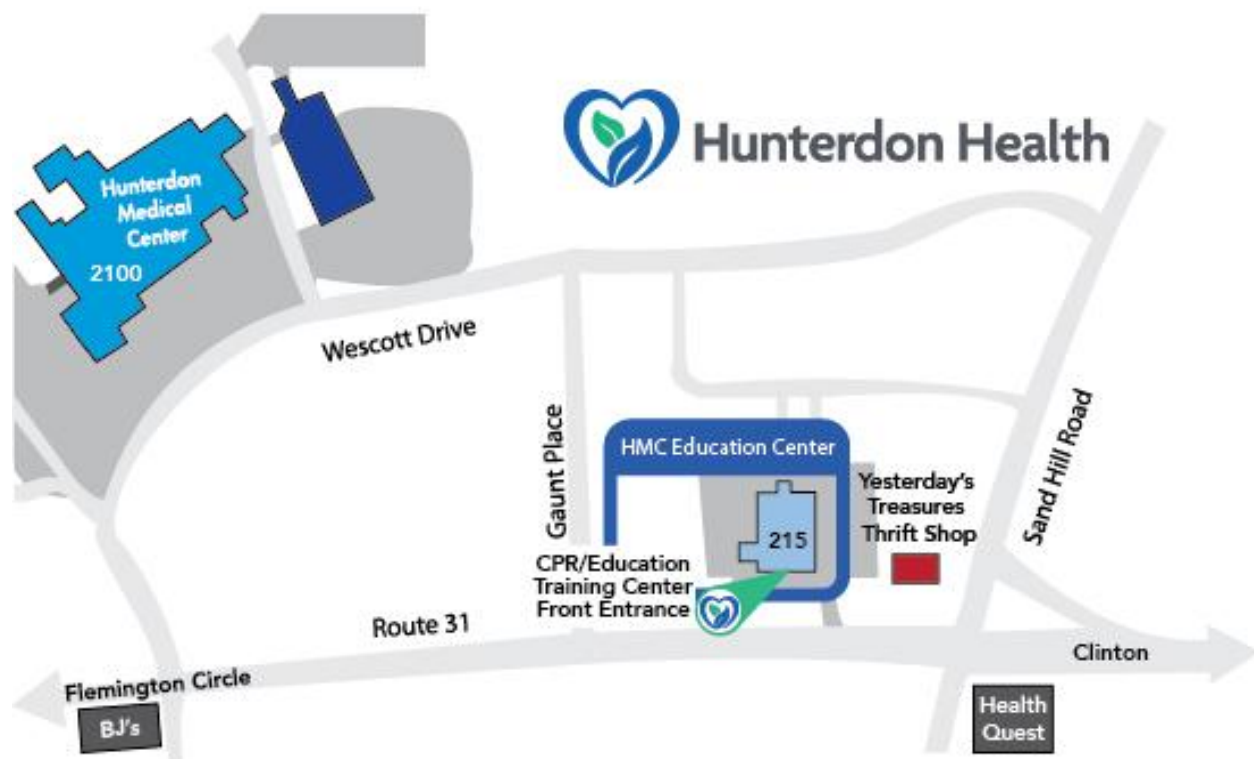 Hunterdon Health
Hunterdon
Medical
Center
2100
Wescott Drive
Gaunt Place
HMC Education Center
Yesterday's
Treasures
Thrift Shop
Sand Hill Road
215
CPR/Education
Training Center
Front Entrance
Route 31
Clinton
Flemington Circle
BJ's
Health
Quest